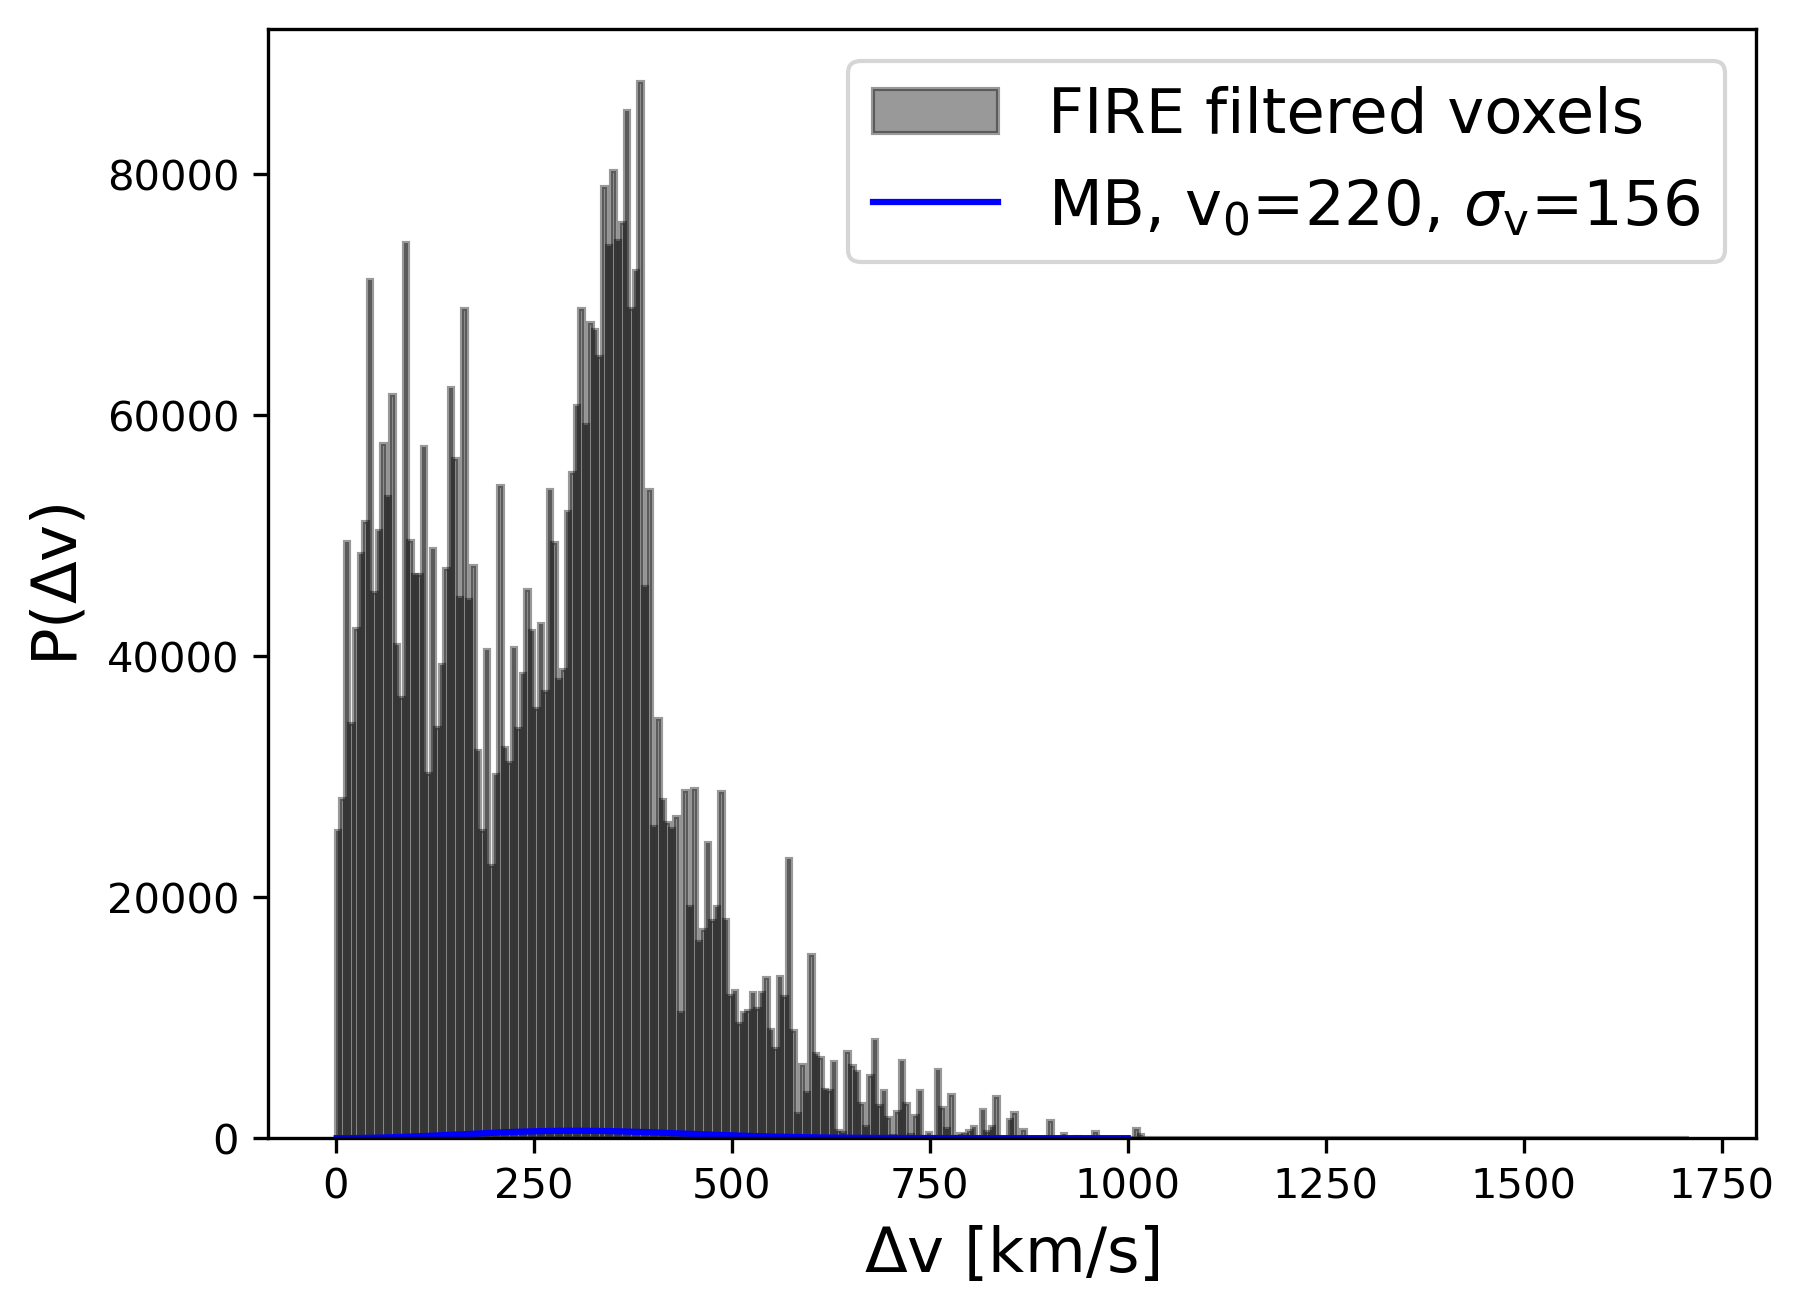 FIRE filtered voxels
MB, v₀=220, σᵥ=156
P(Δv)
80000
60000
40000
20000
0
0 250 500 750 1000 1250 1500 1750
Δv [km/s]